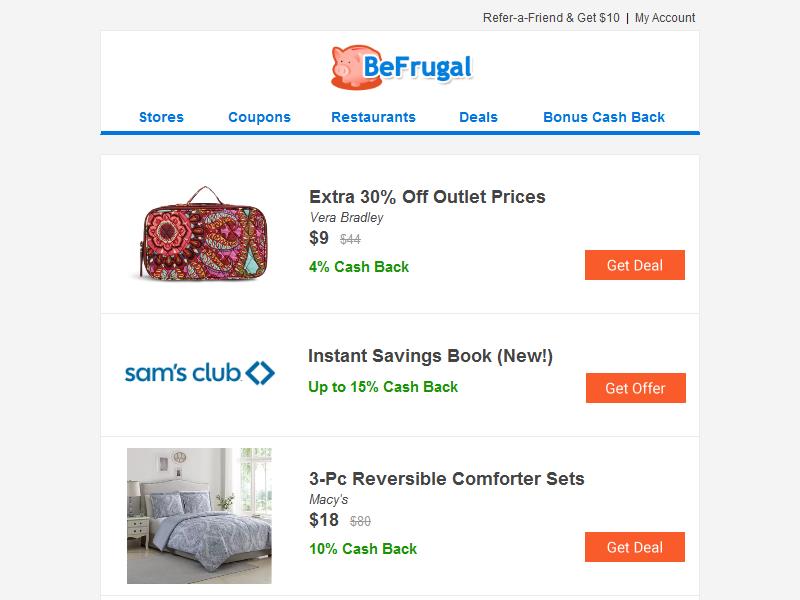 Refer-a-Friend & Get $10 | My Account
BeFrugal
Stores Coupons Restaurants Deals Bonus Cash Back
Extra 30% Off Outlet Prices
Vera Bradley
$9 $44
4% Cash Back
Get Deal
sam's club
Instant Savings Book (New!)
Up to 15% Cash Back
Get Offer
3-Pc Reversible Comforter Sets
Macy's
$18 $80
10% Cash Back
Get Deal